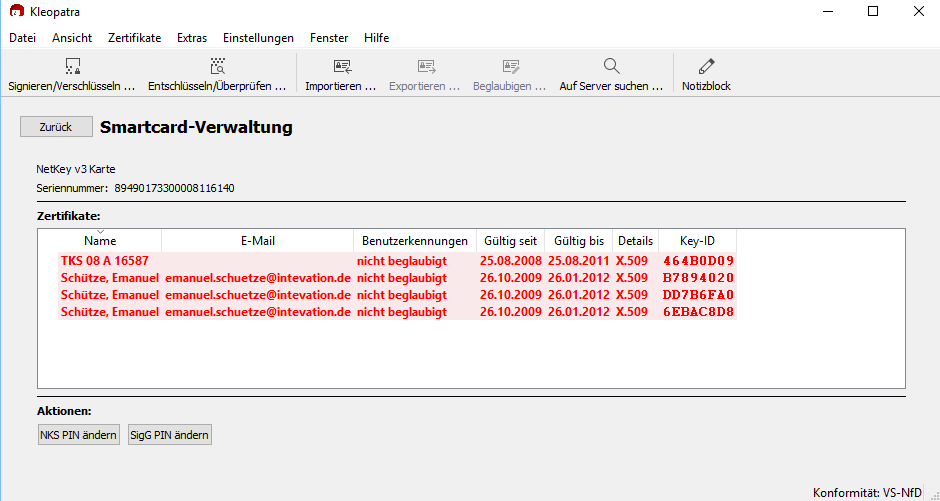 Kleopatra
Datei Ansicht Zertifikate Extras Einstellungen Fenster Hilfe
Signieren/Verschlüsseln ... Entschlüsseln/Überprüfen ... Importieren ... Exportieren ... Beglaubigen ... Auf Server suchen ... Notizblock
Zurück Smartcard-Verwaltung
NetKey v3 Karte
Seriennummer: 89490173300008116140
Zertifikate:
Name E-Mail Benutzerkennungen Gültig seit Gültig bis Details Key-ID
TKS 08 A 16587 nicht beglaubigt 25.08.2008 25.08.2011 X.509 464B0D09
Schütze, Emanuel emanuel.schuetze@intevation.de nicht beglaubigt 26.10.2009 26.01.2012 X.509 B7894020
Schütze, Emanuel emanuel.schuetze@intevation.de nicht beglaubigt 26.10.2009 26.01.2012 X.509 DD7B6FA0
Schütze, Emanuel emanuel.schuetze@intevation.de nicht beglaubigt 26.10.2009 26.01.2012 X.509 6EBAC8D8
Aktionen:
NKS PIN ändern SigG PIN ändern
Konformität: VS-NfD